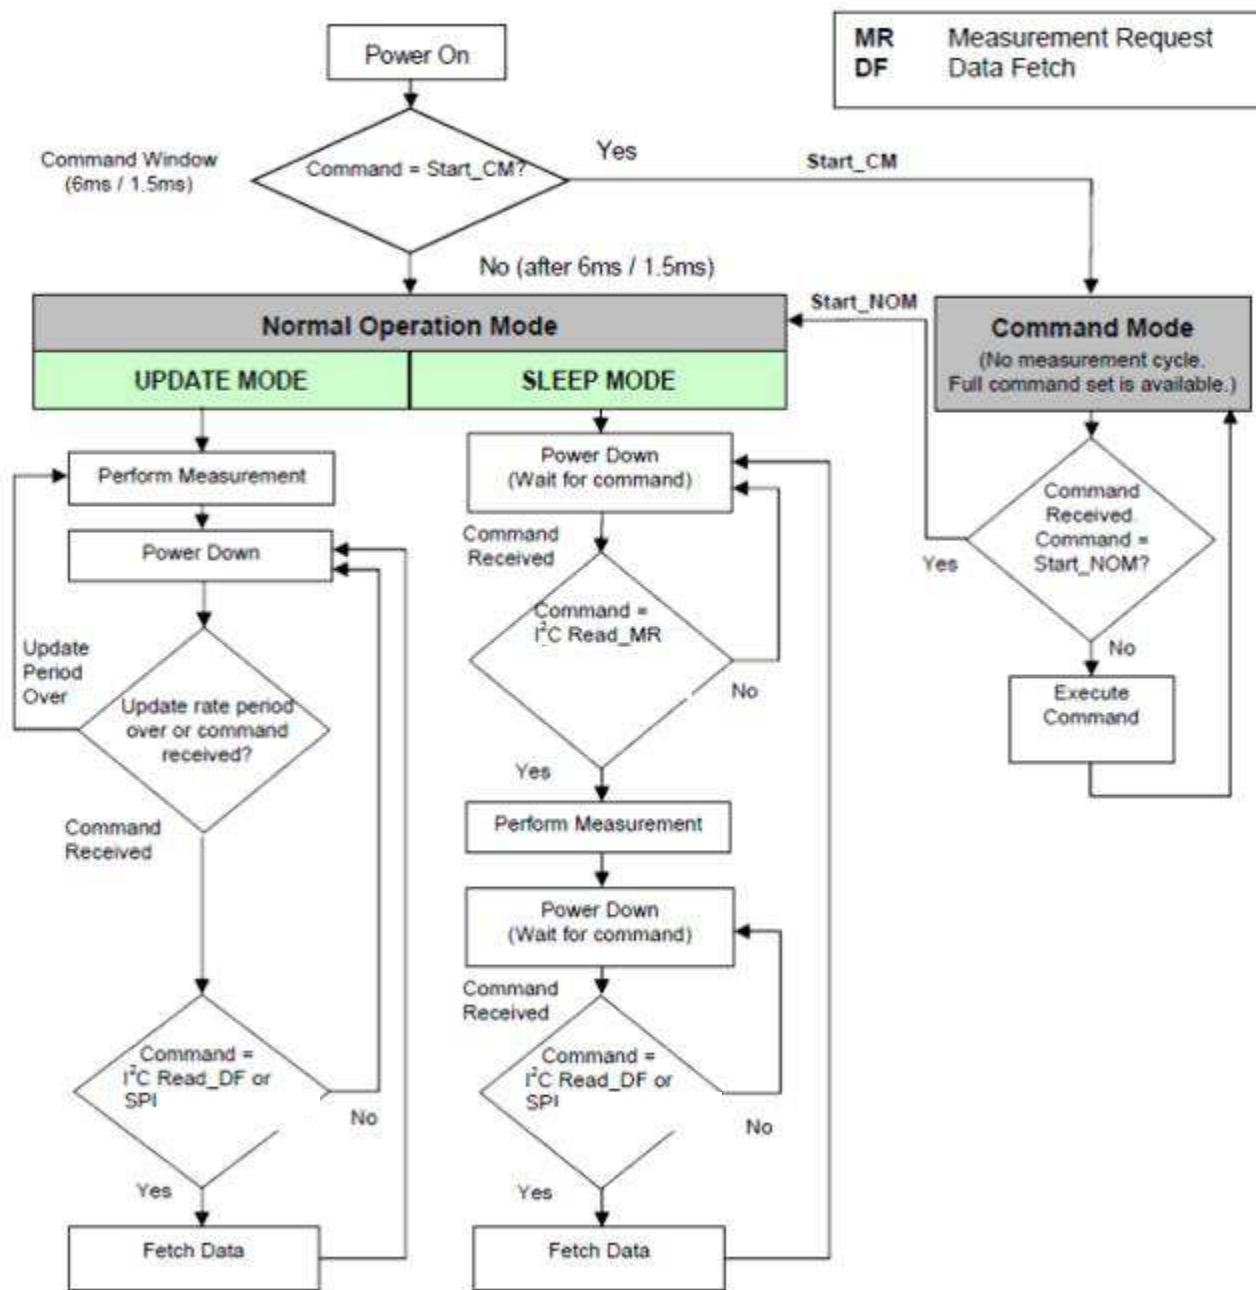 MR Measurement Request
DF Data Fetch
Power On
Command Window
(6ms / 1.5ms)
Command = Start_CM?
Yes
Start_CM
No (after 6ms / 1.5ms)
Normal Operation Mode
UPDATE MODE
SLEEP MODE
Start_NOM
Command Mode
(No measurement cycle.
Full command set is available.)
Perform Measurement
Power Down
Update
Period
Over
Update rate period
over or command
received?
Command
Received
Command =
I²C Read_DF or
SPI
No
Yes
Fetch Data
Power Down
(Wait for command)
Command
Received
Command =
I²C Read_MR
No
Yes
Perform Measurement
Power Down
(Wait for command)
Command
Received
Command =
I²C Read_DF or
SPI
No
Yes
Fetch Data
Command
Received.
Command =
Start_NOM?
Yes
No
Execute
Command